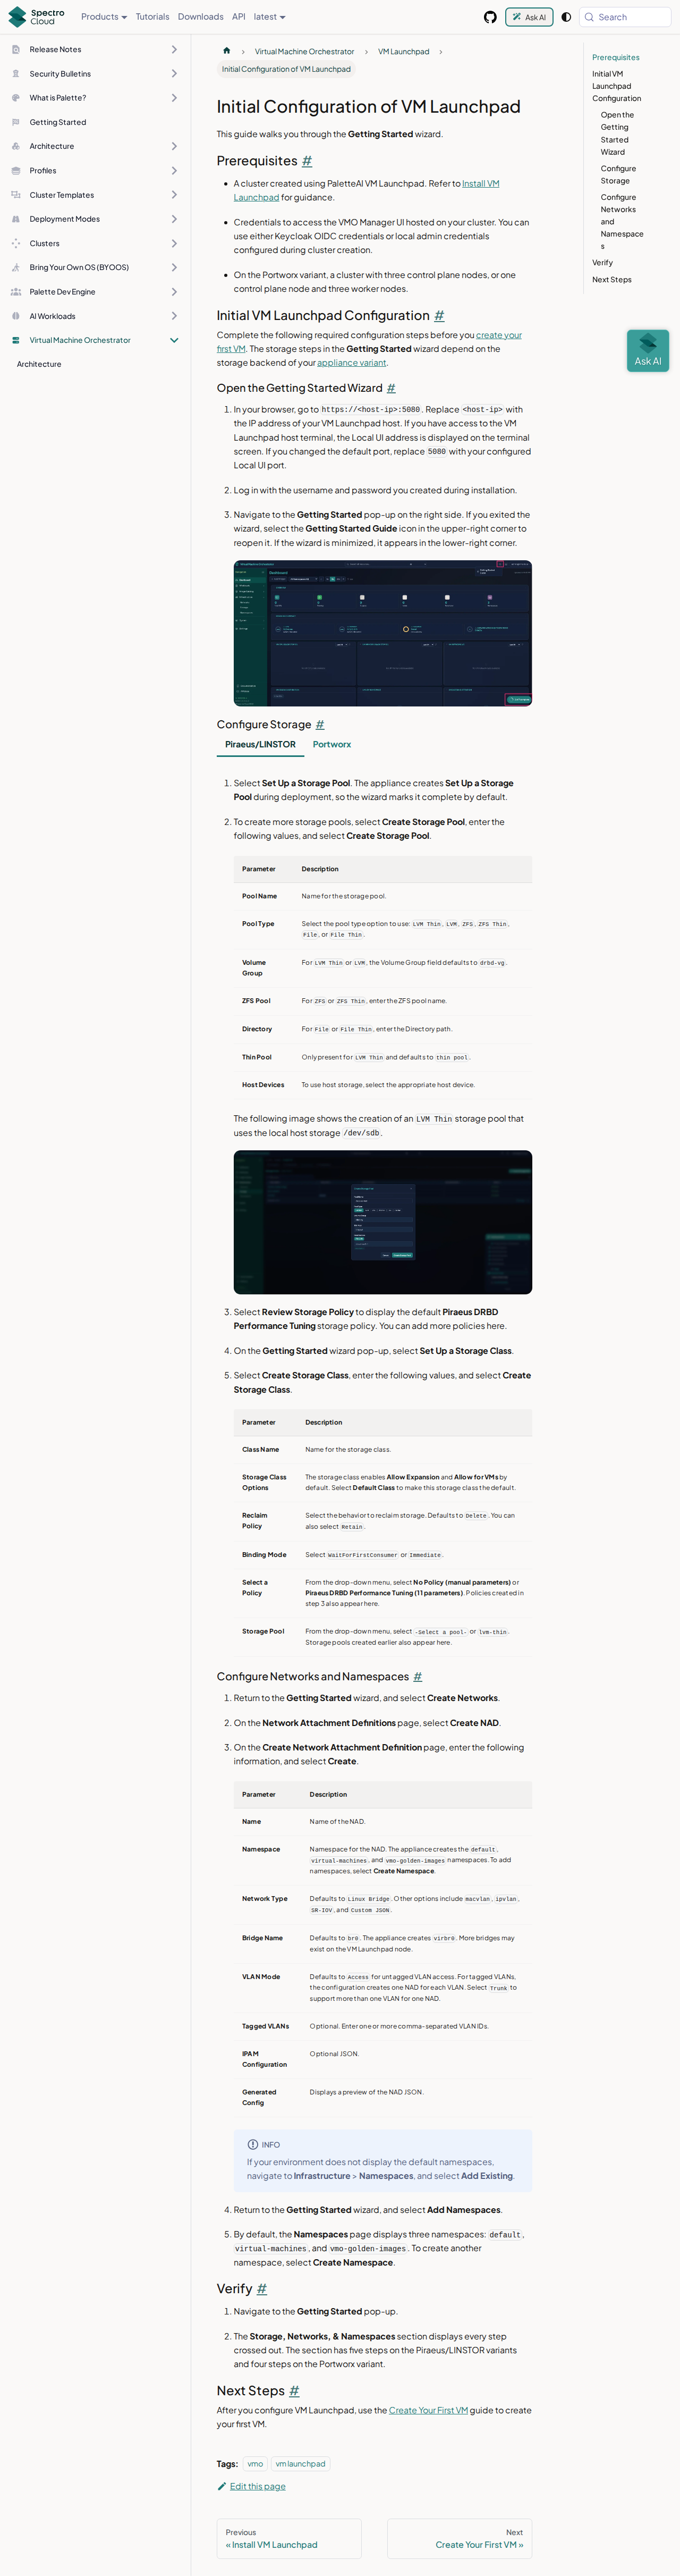 Spectro
Cloud
Products
Tutorials
Downloads
API
latest
Ask AI
Search
Release Notes
Security Bulletins
What is Palette?
Getting Started
Architecture
Profiles
Cluster Templates
Deployment Modes
Clusters
Bring Your Own OS (BYOOS)
Palette Dev Engine
AI Workloads
Virtual Machine Orchestrator
Architecture
Virtual Machine Orchestrator
VM Launchpad
Initial Configuration of VM Launchpad
Initial Configuration of VM Launchpad
This guide walks you through the Getting Started wizard.
Prerequisites #
A cluster created using PaletteAI VM Launchpad. Refer to Install VM
Launchpad for guidance.
Credentials to access the VMO Manager UI hosted on your cluster. You can
use either Keycloak OIDC credentials or local admin credentials
configured during cluster creation.
On the Portworx variant, a cluster with three control plane nodes, or one
control plane node and three worker nodes.
Initial VM Launchpad Configuration #
Complete the following required configuration steps before you create your
first VM. The storage steps in the Getting Started wizard depend on the
storage backend of your appliance variant.
Open the Getting Started Wizard #
1. In your browser, go to https://<host-ip>:5080. Replace <host-ip> with
the IP address of your VM Launchpad host. If you have access to the VM
Launchpad host terminal, the Local UI address is displayed on the terminal
screen. If you changed the default port, replace 5080 with your configured
Local UI port.
2. Log in with the username and password you created during installation.
3. Navigate to the Getting Started pop-up on the right side. If you exited the
wizard, select the Getting Started Guide icon in the upper-right corner to
reopen it. If the wizard is minimized, it appears in the lower-right corner.
Configure Storage #
Piraeus/LINSTOR
Portworx
1. Select Set Up a Storage Pool. The appliance creates Set Up a Storage
Pool during deployment, so the wizard marks it complete by default.
2. To create more storage pools, select Create Storage Pool, enter the
following values, and select Create Storage Pool.
Parameter Description
Pool Name Name for the storage pool.
Pool Type Select the pool type option to use: LVM Thin, LVM, ZFS, ZFS Thin,
File, or File Thin.
Volume
Group For LVM Thin or LVM, the Volume Group field defaults to drbd-vg.
ZFS Pool For ZFS or ZFS Thin, enter the ZFS pool name.
Directory For File or File Thin, enter the Directory path.
Thin Pool Only present for LVM Thin and defaults to thin pool.
Host Devices To use host storage, select the appropriate host device.
The following image shows the creation of an LVM Thin storage pool that
uses the local host storage /dev/sdb.
3. Select Review Storage Policy to display the default Piraeus DRBD
Performance Tuning storage policy. You can add more policies here.
4. On the Getting Started wizard pop-up, select Set Up a Storage Class.
5. Select Create Storage Class, enter the following values, and select Create
Storage Class.
Parameter Description
Class Name Name for the storage class.
Storage Class
Options The storage class enables Allow Expansion and Allow for VMs by
default. Select Default Class to make this storage class the default.
Reclaim
Policy Select the behavior to reclaim storage. Defaults to Delete. You can
also select Retain.
Binding Mode Select WaitForFirstConsumer or Immediate.
Select a
Policy From the drop-down menu, select No Policy (manual parameters) or
Piraeus DRBD Performance Tuning (11 parameters). Policies created in
step 3 also appear here.
Storage Pool From the drop-down menu, select -Select a pool- or lvm-thin.
Storage pools created earlier also appear here.
Configure Networks and Namespaces #
1. Return to the Getting Started wizard, and select Create Networks.
2. On the Network Attachment Definitions page, select Create NAD.
3. On the Create Network Attachment Definition page, enter the following
information, and select Create.
Parameter Description
Name Name of the NAD.
Namespace Namespace for the NAD. The appliance creates the default,
virtual-machines, and vmo-golden-images namespaces. To add
namespaces, select Create Namespace.
Network Type Defaults to Linux Bridge. Other options include macvlan, ipvlan,
SR-IOV, and Custom JSON.
Bridge Name Defaults to br0. The appliance creates virbr0. More bridges may
exist on the VM Launchpad node.
VLAN Mode Defaults to Access for untagged VLAN access. For tagged VLANs,
the configuration creates one NAD for each VLAN. Select Trunk to
support more than one VLAN for one NAD.
Tagged VLANs Optional. Enter one or more comma-separated VLAN IDs.
IPAM
Configuration Optional JSON.
Generated
Config Displays a preview of the NAD JSON.
INFO
If your environment does not display the default namespaces,
navigate to Infrastructure > Namespaces, and select Add Existing.
4. Return to the Getting Started wizard, and select Add Namespaces.
5. By default, the Namespaces page displays three namespaces: default,
virtual-machines, and vmo-golden-images. To create another
namespace, select Create Namespace.
Verify #
1. Navigate to the Getting Started pop-up.
2. The Storage, Networks, & Namespaces section displays every step
crossed out. The section has five steps on the Piraeus/LINSTOR variants
and four steps on the Portworx variant.
Next Steps #
After you configure VM Launchpad, use the Create Your First VM guide to create
your first VM.
Tags: vmo vm launchpad
Edit this page
Previous
« Install VM Launchpad
Next
Create Your First VM »
Prerequisites
Initial VM
Launchpad
Configuration
Open the
Getting
Started
Wizard
Configure
Storage
Configure
Networks
and
Namespace
s
Verify
Next Steps
Ask AI